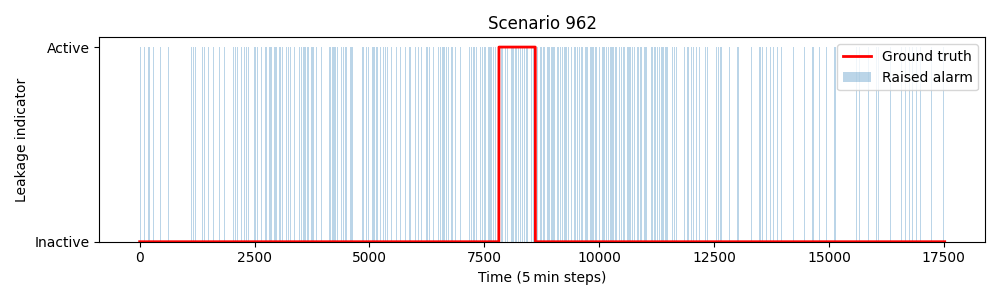 Scenario 962
Active
Inactive
Leakage indicator
Ground truth
Raised alarm
0 2500 5000 7500 10000 12500 15000 17500
Time (5 min steps)